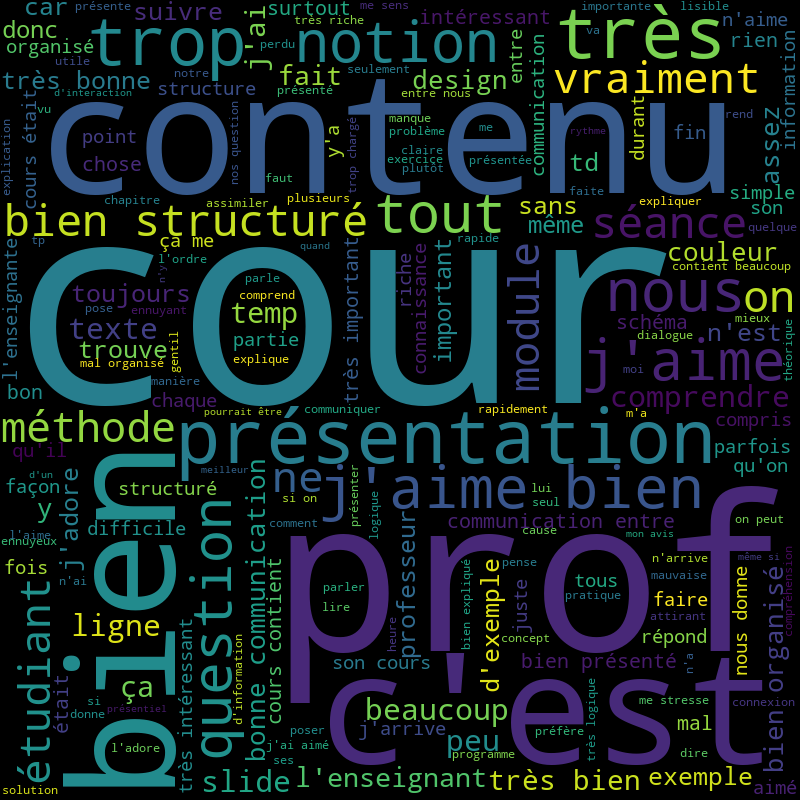 car
présente
suivre
surtout
très riche
me sens
importante
lisible
donc
organisé
trop
j'ai
notion
intéressant
très
n'aime
rien
va
perdu
utile
notre
seulement
entre
vraiment
très bonne
fait
design
d'interaction
structure
présenté
entre nous
communication
information
assez
vu
contenu
manque
me
durant
rend
explication
cours était
point
nos question
y'a
problème
rythme
fin
chose
trop chargé
claire
exercice
plutôt
présentée
td
faut
faite
simple
chapitre
assimiler
plusieurs
sans
expliquer
son
bien structuré
tout
même
séance
quelque
tp
ça me
quand
rapide
couleur
l'enseignante
l'ordre
cour
très important
riche
connaissance
important
contient beaucoup
n'y
parle
nous
on
toujours
comprend
mieux
pose
ennuyant
temp
module
schéma
dialogue
texte
partie
n'est
théorique
trouve
mal organisé
gentil
explique
j'aime
bon
manière
moi
chaque
comprendre
pourrait être
communiquer
rapidement
m'a
méthode
présentation
compris
parfois
qu'il
bien
d'un
meilleur
ne
j'aime bien
qu'on
façon
j'adore
structuré
si on
présenter
lui
seul
y
l'aime
difficile
question
bonne communication
comment
logique
professeur
communication entre
cause
mon avis
on peut
prof
ennuyeux
fois
n'ai
cours contient
pense
n'arrive
mauvaise
même si
compréhension
étudiant
parler
lire
bien expliqué
d'exemple
juste
tous
pratique
faire
attirant
nous donne
bien organisé
ligne
concept
répond
heure
d'information
son cours
bien présenté
n'a
c'est
était
ça
très logique
me stresse
connexion
si
donne
présentiel
très intéressant
poser
beaucoup
j'arrive
préfère
mal
l'adore
j'ai aimé
peu
programme
dire
ses
solution
slide
l'enseignant
très bien
exemple
aimé